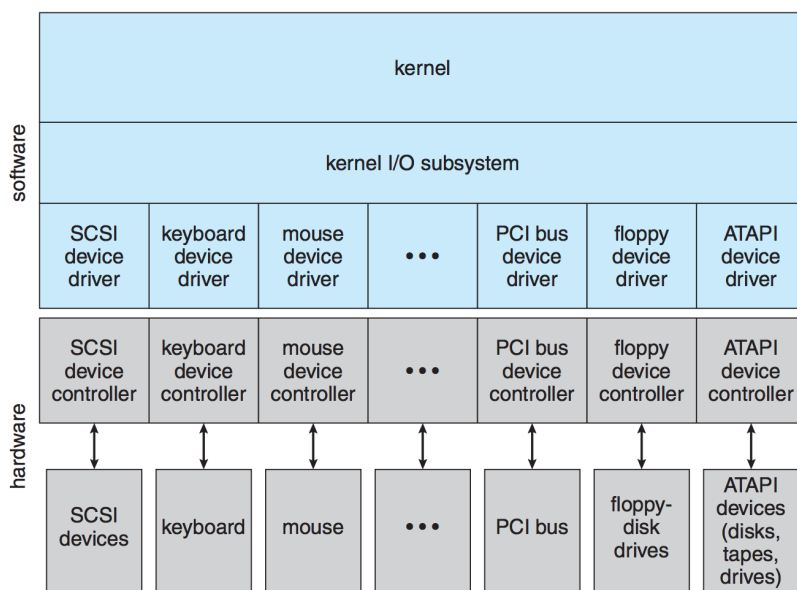 software
kernel
kernel I/O subsystem
SCSI
device
driver
keyboard
device
driver
mouse
device
driver
•••
PCI bus
device
driver
floppy
device
driver
ATAPI
device
driver
hardware
SCSI
device
controller
keyboard
device
controller
mouse
device
controller
•••
PCI bus
device
controller
floppy
device
controller
ATAPI
device
controller
SCSI
devices
keyboard
mouse
•••
PCI bus
floppy-
disk
drives
ATAPI
devices
(disks,
tapes,
drives)